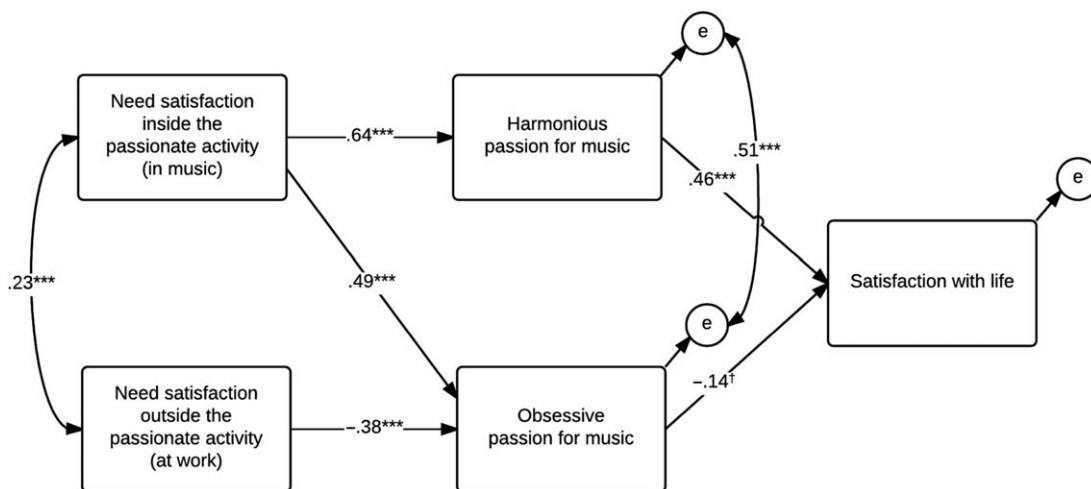 e
Need satisfaction
inside the
passionate activity
(in music)
.64***
Harmonious
passion for music
.51***
.46***
e
.23***
.49***
Satisfaction with life
e
Need satisfaction
outside the
passionate activity
(at work)
–.38***
Obsessive
passion for music
–.14†